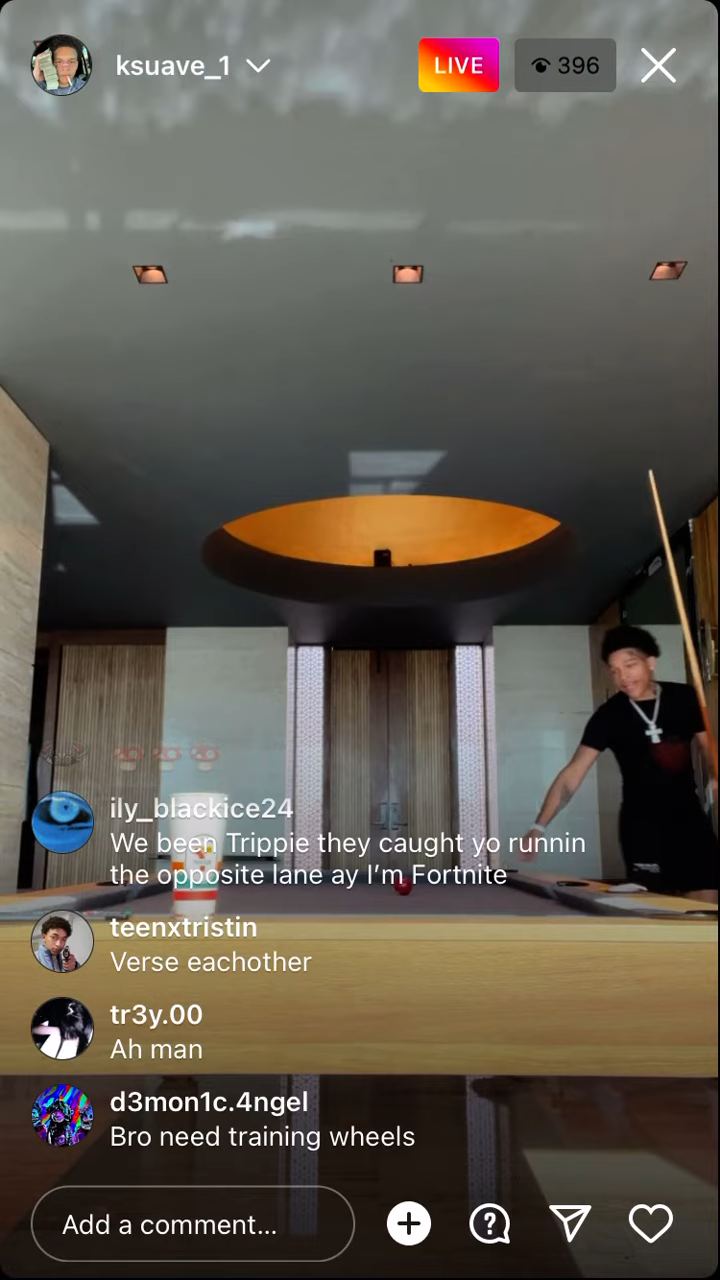 ksuave_1
LIVE
396
ily_blackice24
We been Trippie they caught yo runnin
the opposite lane ay I'm Fortnite
teenxtristin
Verse eachother
tr3y.00
Ah man
d3mon1c.4ngel
Bro need training wheels
Add a comment...